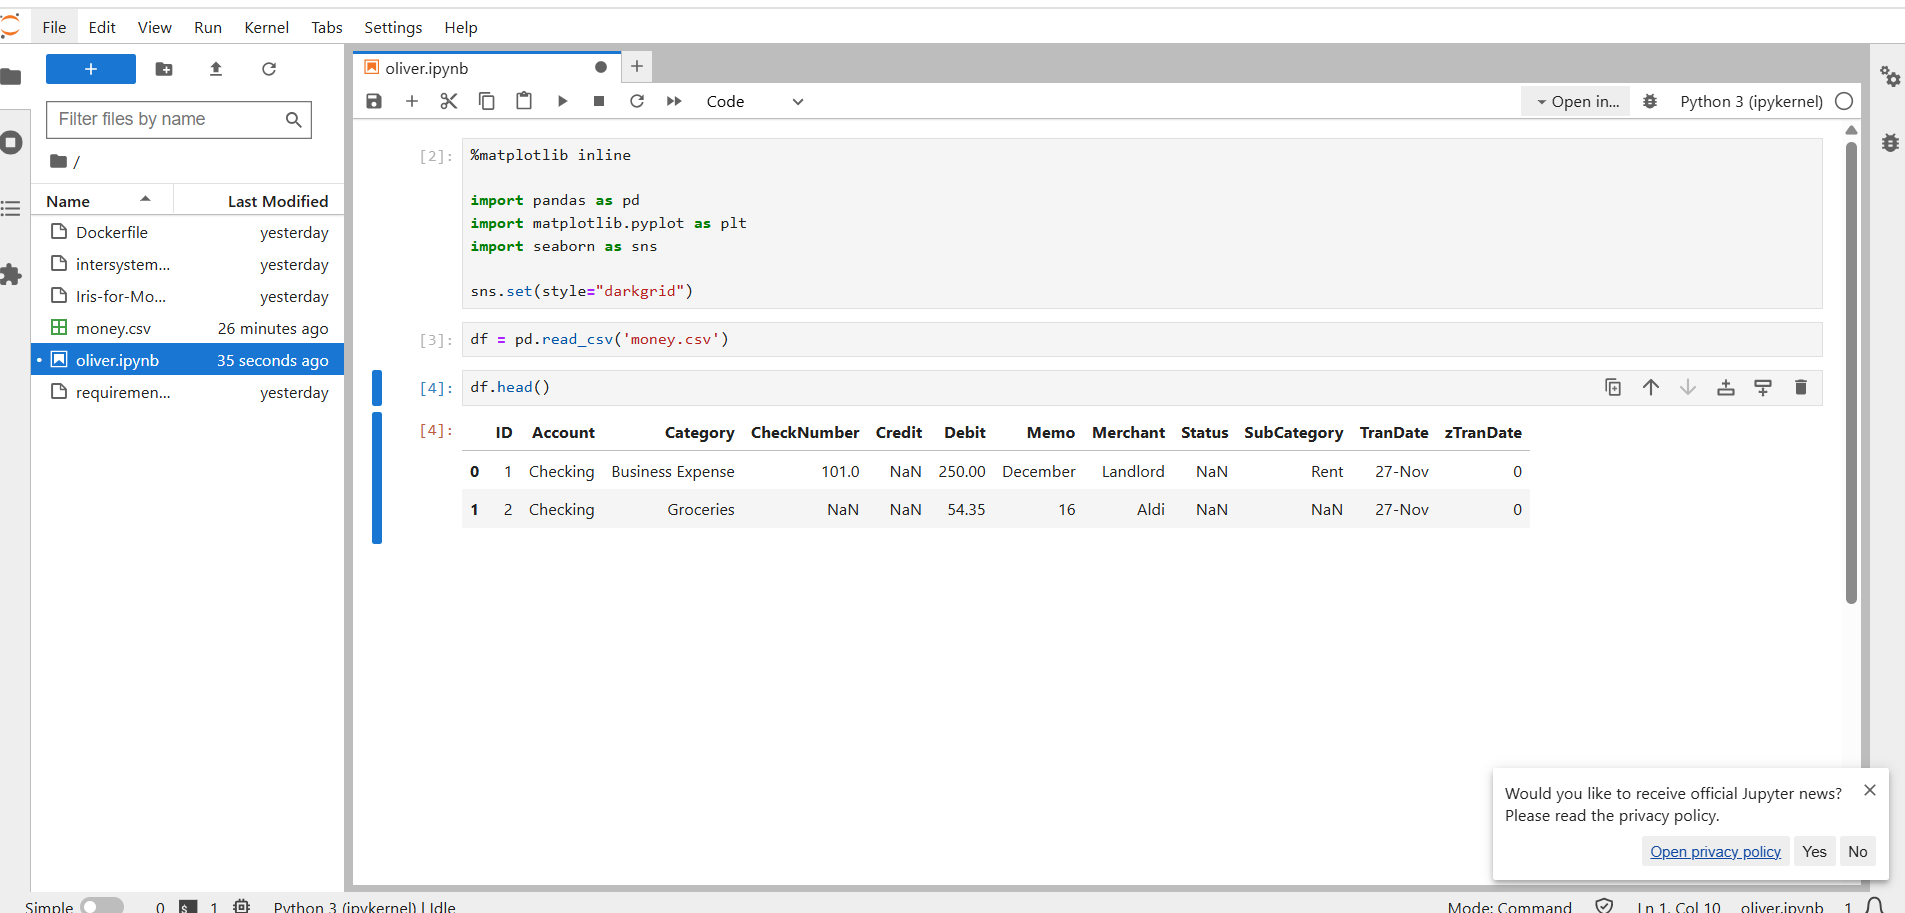 File Edit View Run Kernel Tabs Settings Help
+
Filter files by name
/
Name Last Modified
Dockerfile yesterday
intersystem... yesterday
Iris-for-Mo... yesterday
money.csv 26 minutes ago
oliver.ipynb 35 seconds ago
requiremen... yesterday
oliver.ipynb
Code Open in... Python 3 (ipykernel)
[2]: %matplotlib inline
import pandas as pd
import matplotlib.pyplot as plt
import seaborn as sns
sns.set(style="darkgrid")
[3]: df = pd.read_csv('money.csv')
[4]: df.head()
[4]: ID Account Category CheckNumber Credit Debit Memo Merchant Status SubCategory TranDate zTranDate
0 1 Checking Business Expense 101.0 NaN 250.00 December Landlord NaN Rent 27-Nov 0
1 2 Checking Groceries NaN NaN 54.35 16 Aldi NaN NaN 27-Nov 0
Would you like to receive official Jupyter news?
Please read the privacy policy.
Open privacy policy Yes No
Simple 0 $_ 1 Python 3 (ipykernel) | Idle Mode: Command Ln 1, Col 10 oliver.ipynb 1